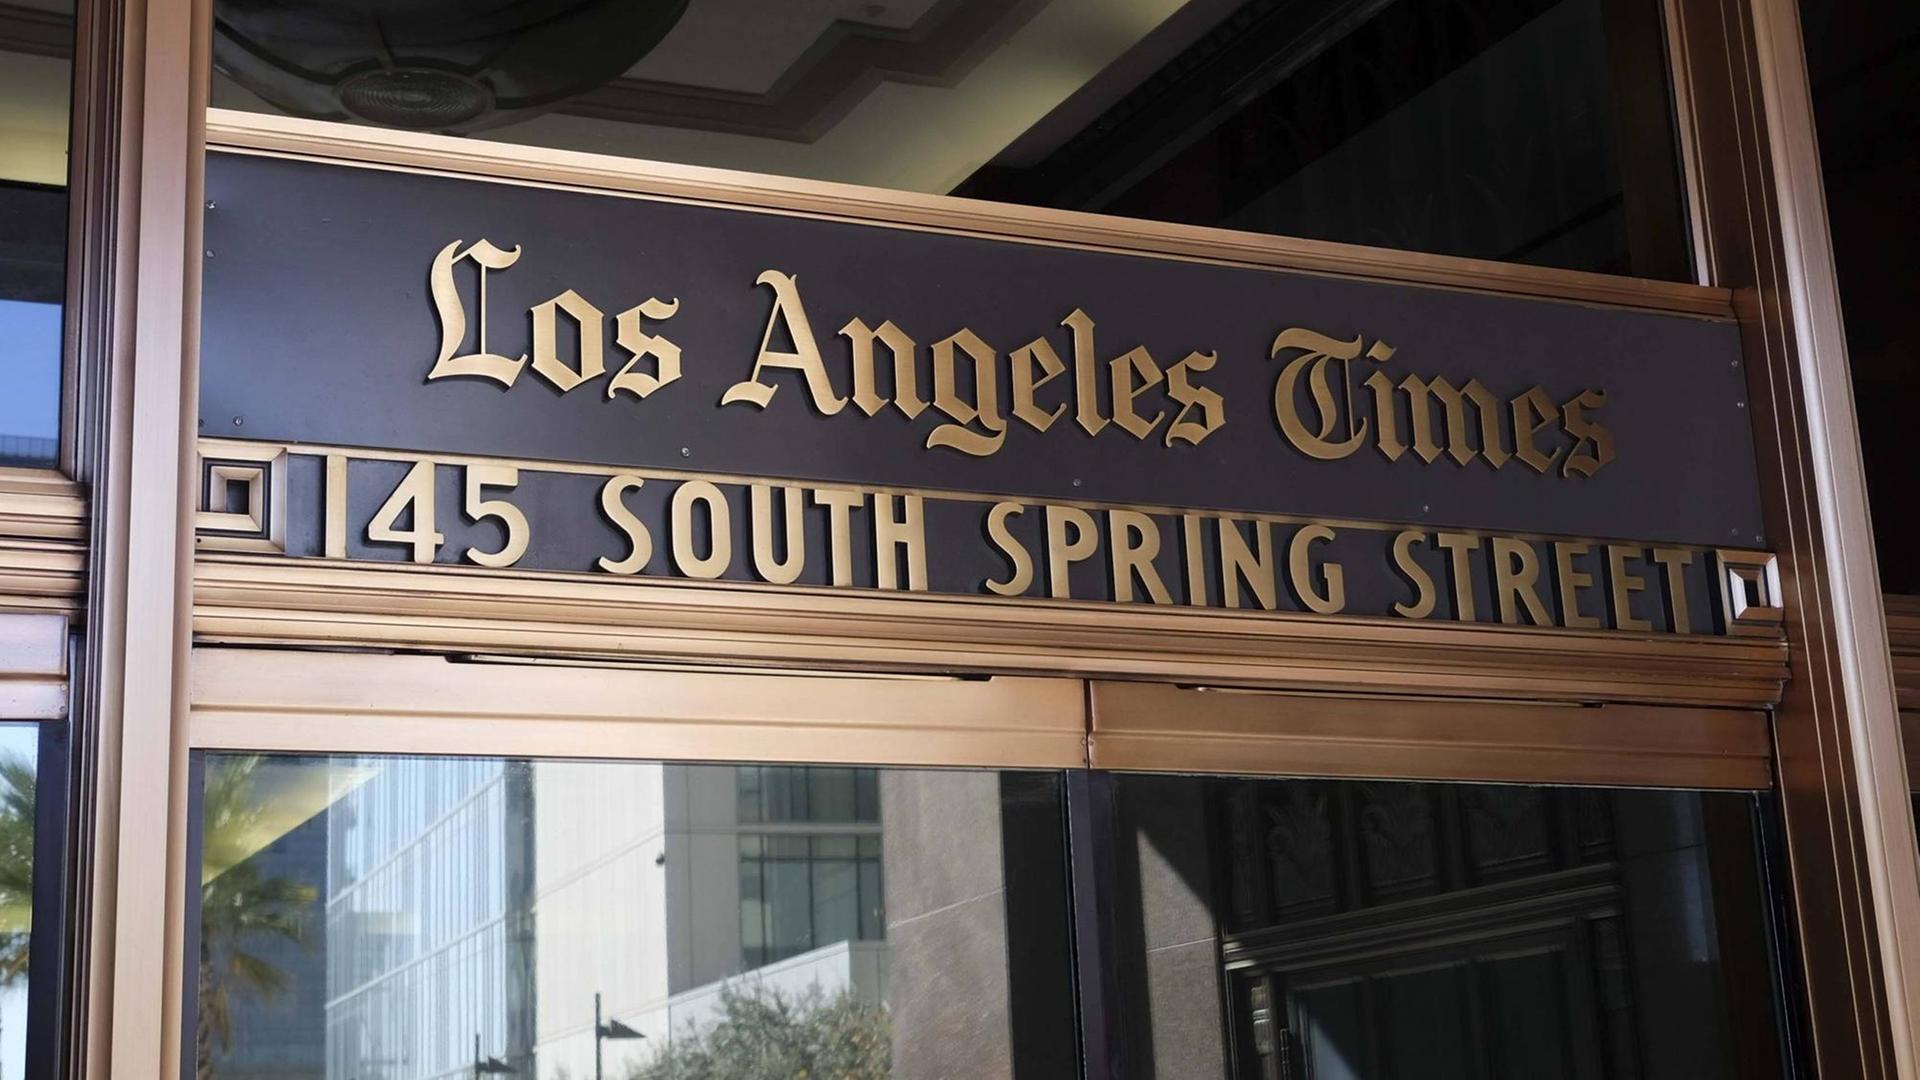 Los Angeles Times
145 SOUTH SPRING STREET